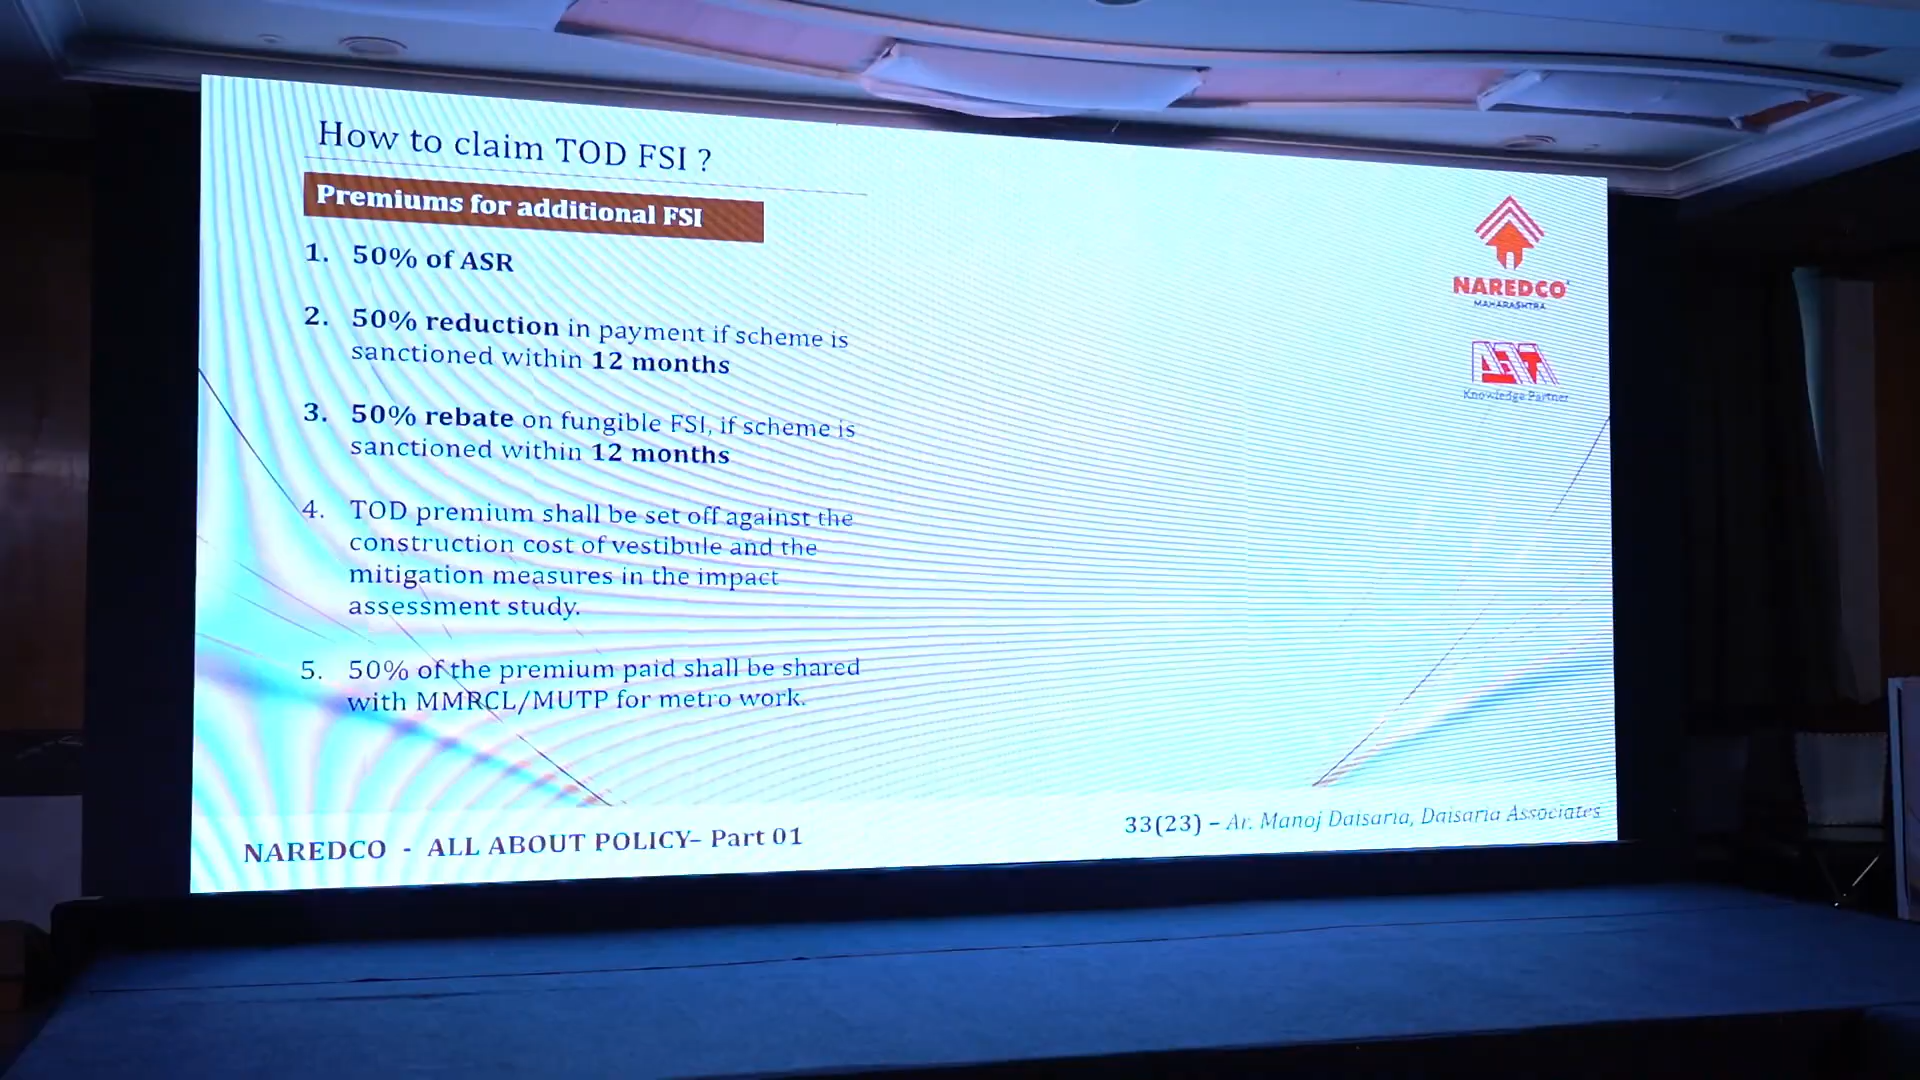 How to claim TOD FSI ?
Premiums for additional FSI
1. 50% of ASR
2. 50% reduction in payment if scheme is
sanctioned within 12 months
3. 50% rebate on fungible FSI, if scheme is
sanctioned within 12 months
4. TOD premium shall be set off against the
construction cost of vestibule and the
mitigation measures in the impact
assessment study.
5. 50% of the premium paid shall be shared
with MMRCL/MUTP for metro work.
NAREDCO
MAHARASHTRA
Knowledge Partner
NAREDCO - ALL ABOUT POLICY– Part 01
33(23) – Ar. Manoj Daisaria, Daisaria Associates